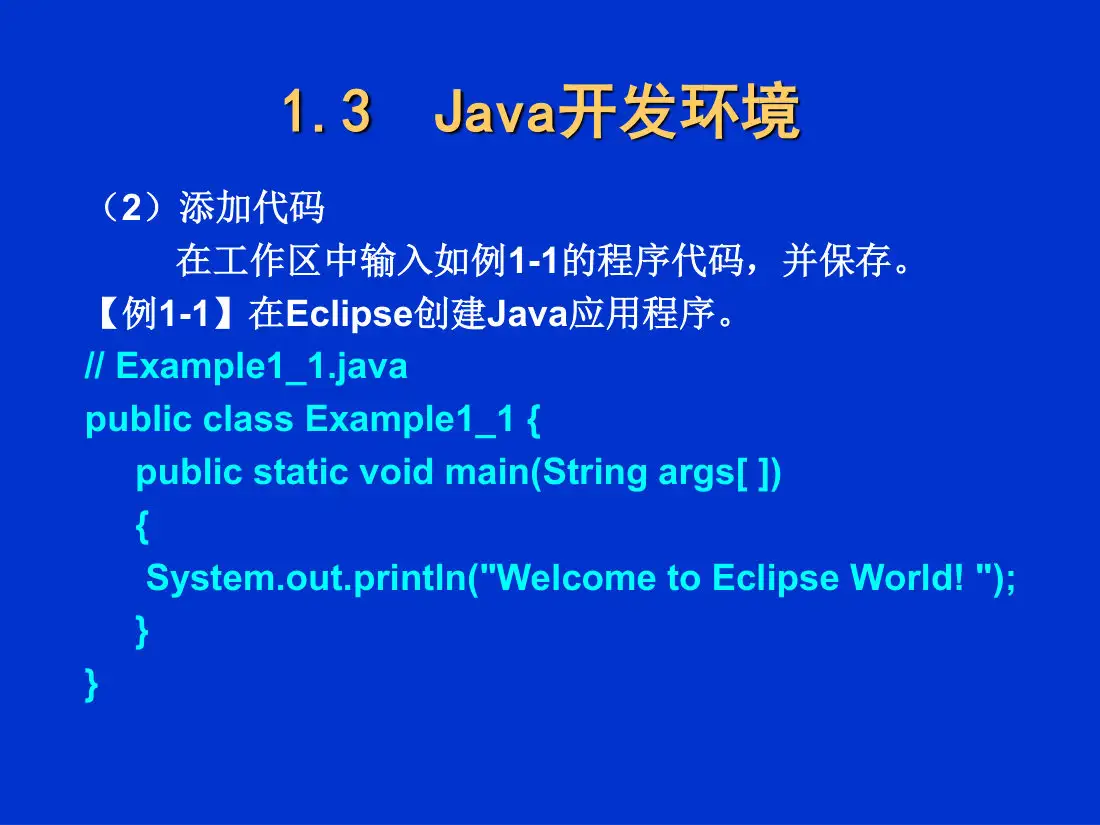 1.3 Java开发环境
（2）添加代码
在工作区中输入如例1-1的程序代码，并保存。
【例1-1】在Eclipse创建Java应用程序。
// Example1_1.java
public class Example1_1 {
public static void main(String args[ ])
{
System.out.println("Welcome to Eclipse World! ");
}
}